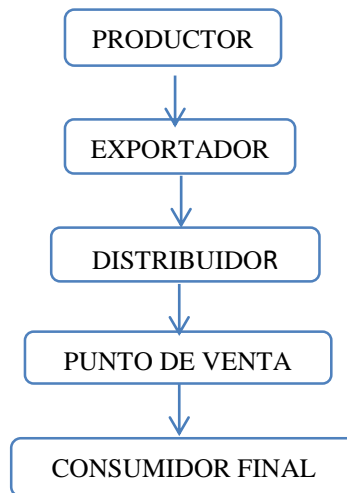 PRODUCTOR
EXPORTADOR
DISTRIBUIDOR
PUNTO DE VENTA
CONSUMIDOR FINAL